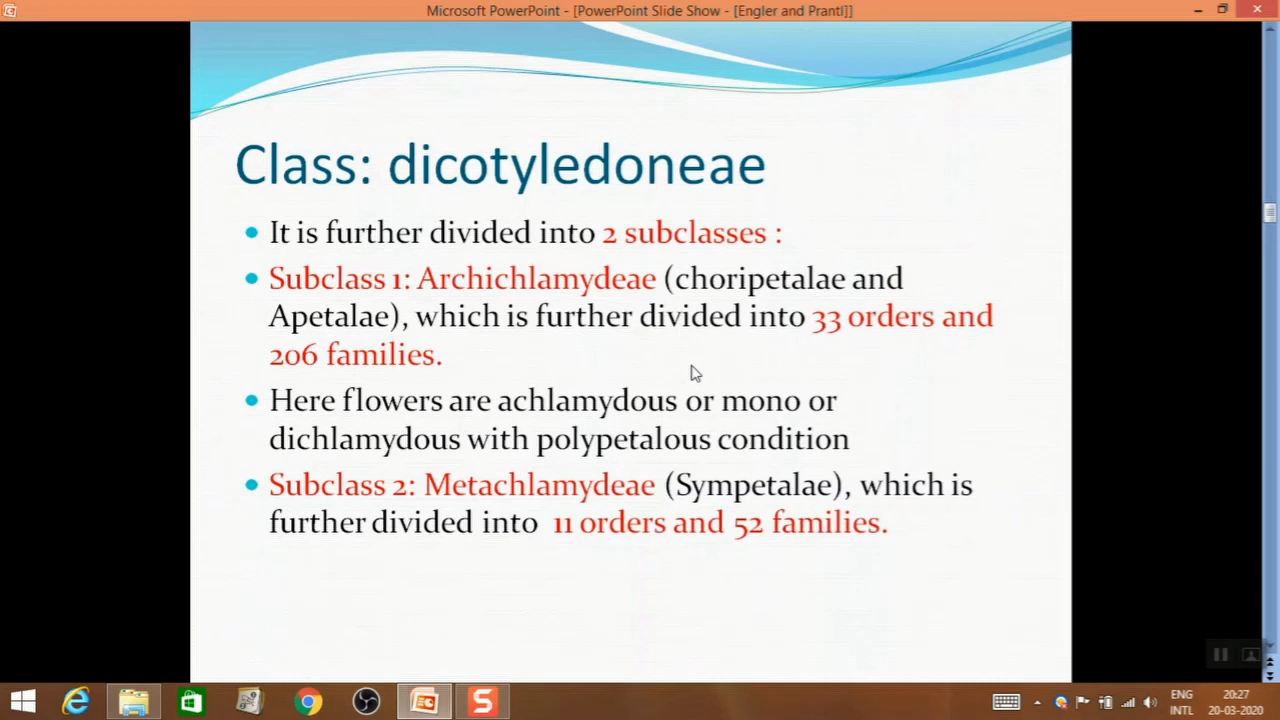 Microsoft PowerPoint - [PowerPoint Slide Show - [Engler and Prantl]]
Class: dicotyledoneae
It is further divided into 2 subclasses :
Subclass 1: Archichlamydeae (choripetalae and
Apetalae), which is further divided into 33 orders and
206 families.
Here flowers are achlamydous or mono or
dichlamydous with polypetalous condition
Subclass 2: Metachlamydeae (Sympetalae), which is
further divided into 11 orders and 52 families.
ENG
INTL
20:27
20-03-2020